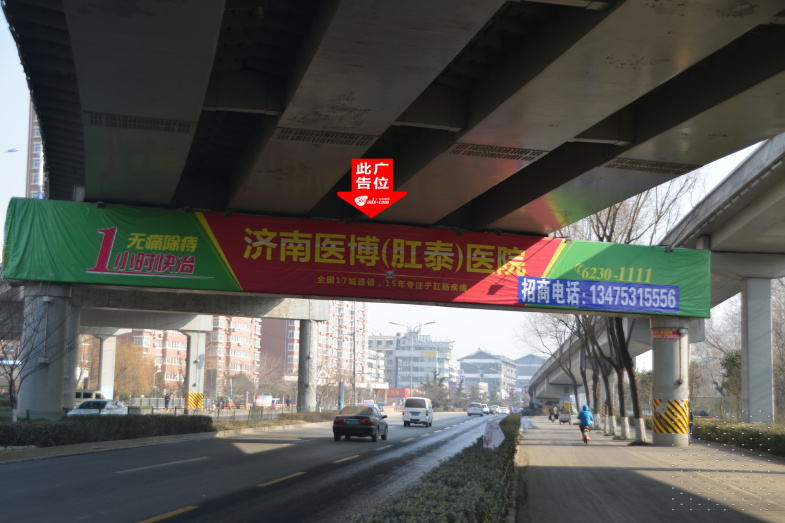 此广
告位
无痛除痔
1小时快治
济南医博(肛泰)医院
全国17城连锁，15年专注于肛肠疾病
6230-1111
招商电话：13475315556